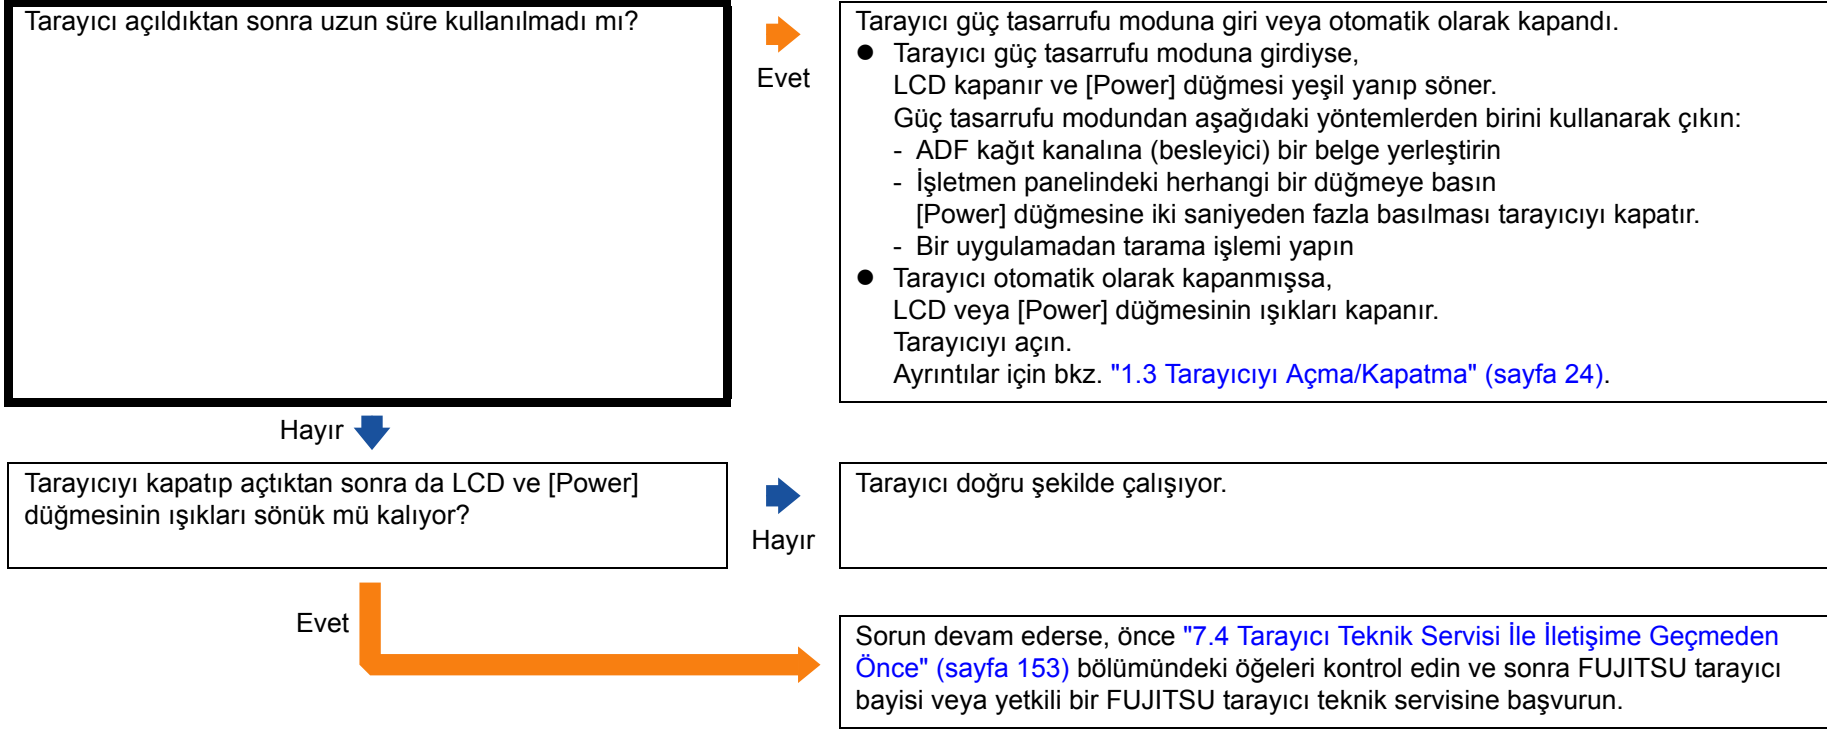 Tarayıcı açıldıktan sonra uzun süre kullanılmadı mı?
Evet
Tarayıcı güç tasarrufu moduna giri veya otomatik olarak kapandı.
● Tarayıcı güç tasarrufu moduna girdiyse,
LCD kapanır ve [Power] düğmesi yeşil yanıp söner.
Güç tasarrufu modundan aşağıdaki yöntemlerden birini kullanarak çıkın:
- ADF kağıt kanalına (besleyici) bir belge yerleştirin
- İşletmen panelindeki herhangi bir düğmeye basın
[Power] düğmesine iki saniyeden fazla basılması tarayıcıyı kapatır.
- Bir uygulamadan tarama işlemi yapın
● Tarayıcı otomatik olarak kapanmışsa,
LCD veya [Power] düğmesinin ışıkları kapanır.
Tarayıcıyı açın.
Ayrıntılar için bkz. "1.3 Tarayıcıyı Açma/Kapatma" (sayfa 24).
Hayır
Tarayıcıyı kapatıp açtıktan sonra da LCD ve [Power]
düğmesinin ışıkları sönük mü kalıyor?
Hayır
Tarayıcı doğru şekilde çalışıyor.
Evet
Sorun devam ederse, önce "7.4 Tarayıcı Teknik Servisi İle İletişime Geçmeden
Önce" (sayfa 153) bölümündeki öğeleri kontrol edin ve sonra FUJITSU tarayıcı
bayisi veya yetkili bir FUJITSU tarayıcı teknik servisine başvurun.